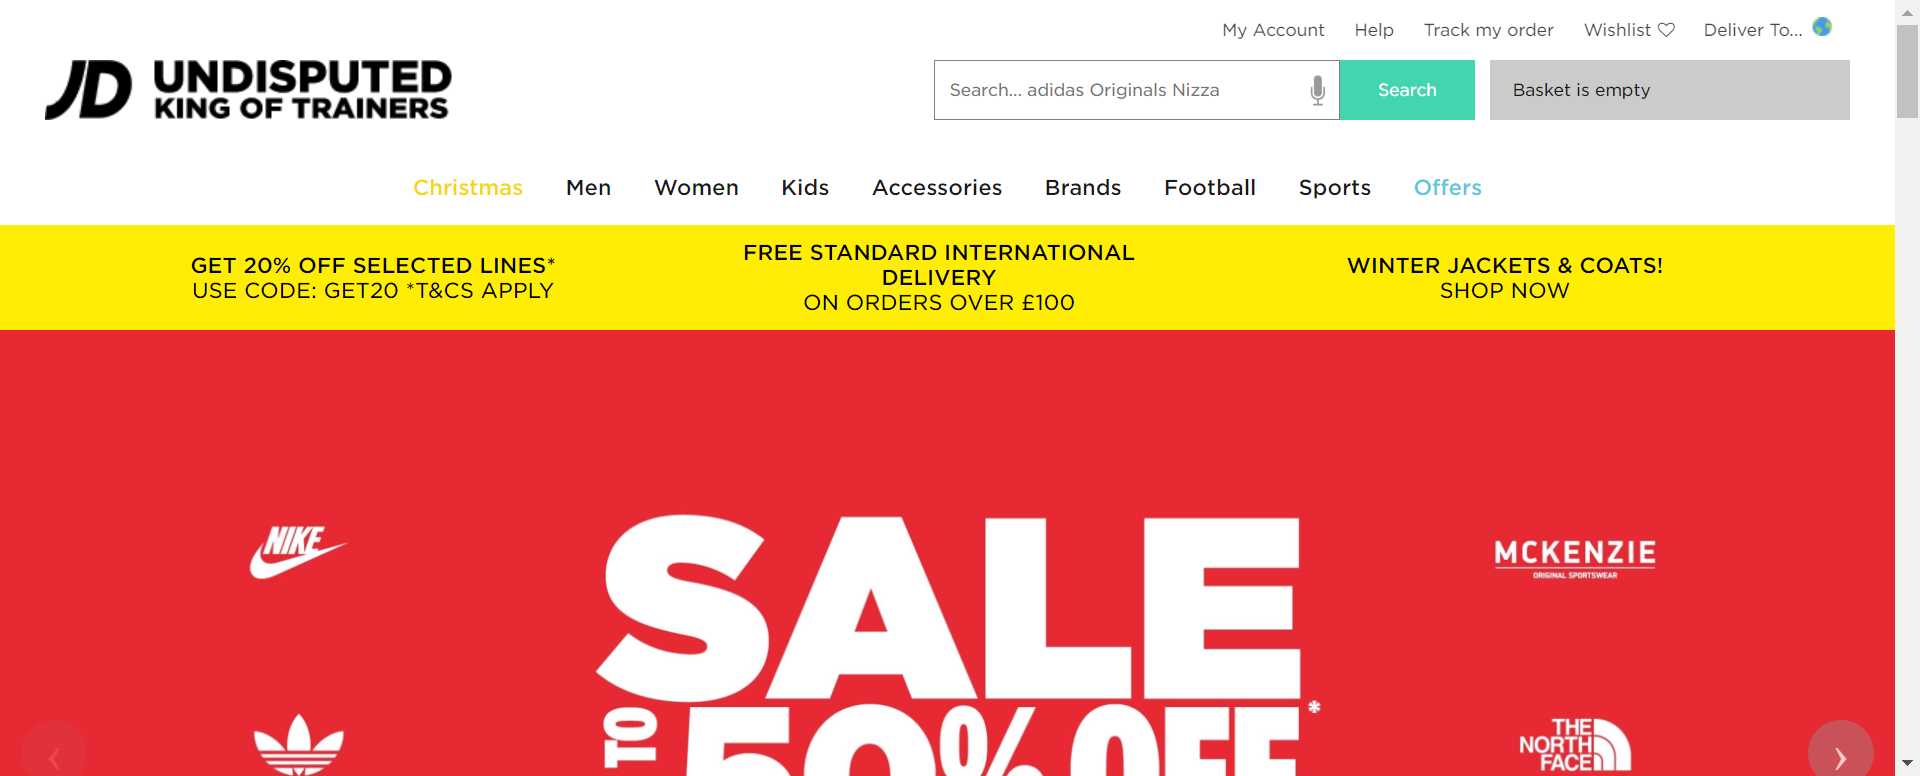 My Account Help Track my order Wishlist Deliver To...
JD UNDISPUTED
KING OF TRAINERS
Search... adidas Originals Nizza Search Basket is empty
Christmas Men Women Kids Accessories Brands Football Sports Offers
GET 20% OFF SELECTED LINES*
USE CODE: GET20 *T&CS APPLY
FREE STANDARD INTERNATIONAL
DELIVERY
ON ORDERS OVER £100
WINTER JACKETS & COATS!
SHOP NOW
NIKE
SALE
MCKENZIE
ORIGINAL SPORTSWEAR
TO 50% OFF*
THE
NORTH
FACE